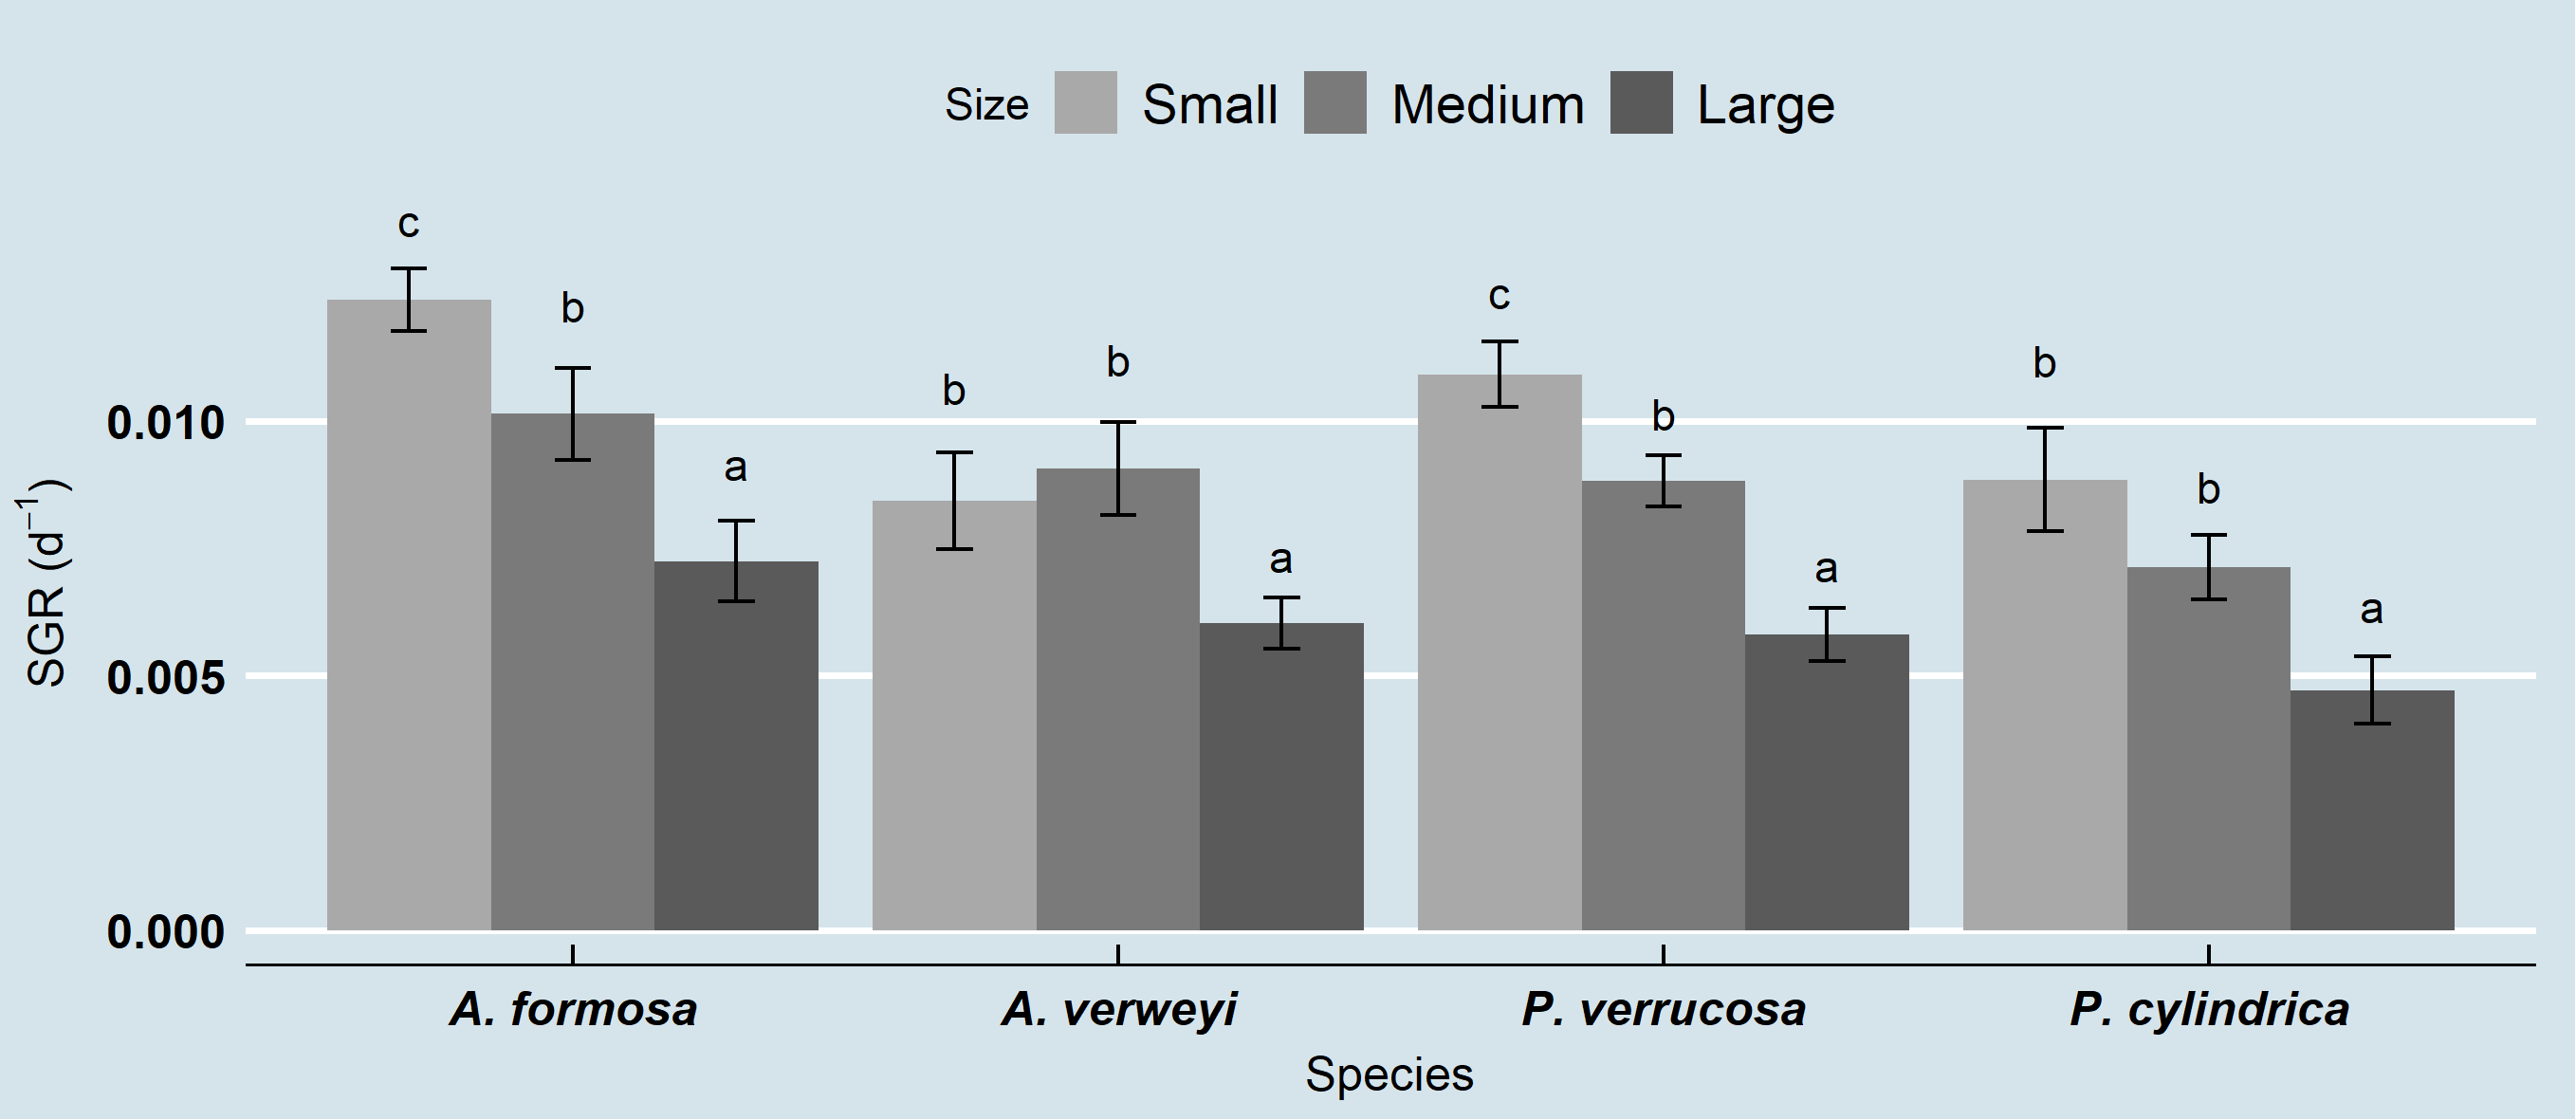 Size Small Medium Large
c
b
a
b
b
a
c
b
a
b
b
a
SGR (d⁻¹)
0.010
0.005
0.000
A. formosa A. verweyi P. verrucosa P. cylindrica
Species